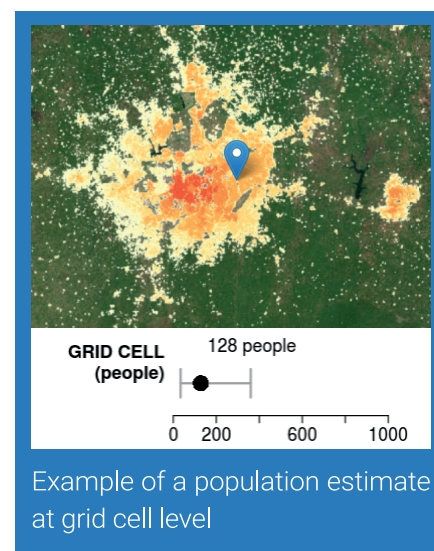 128 people
GRID CELL
(people)
0 200 600 1000
Example of a population estimate
at grid cell level